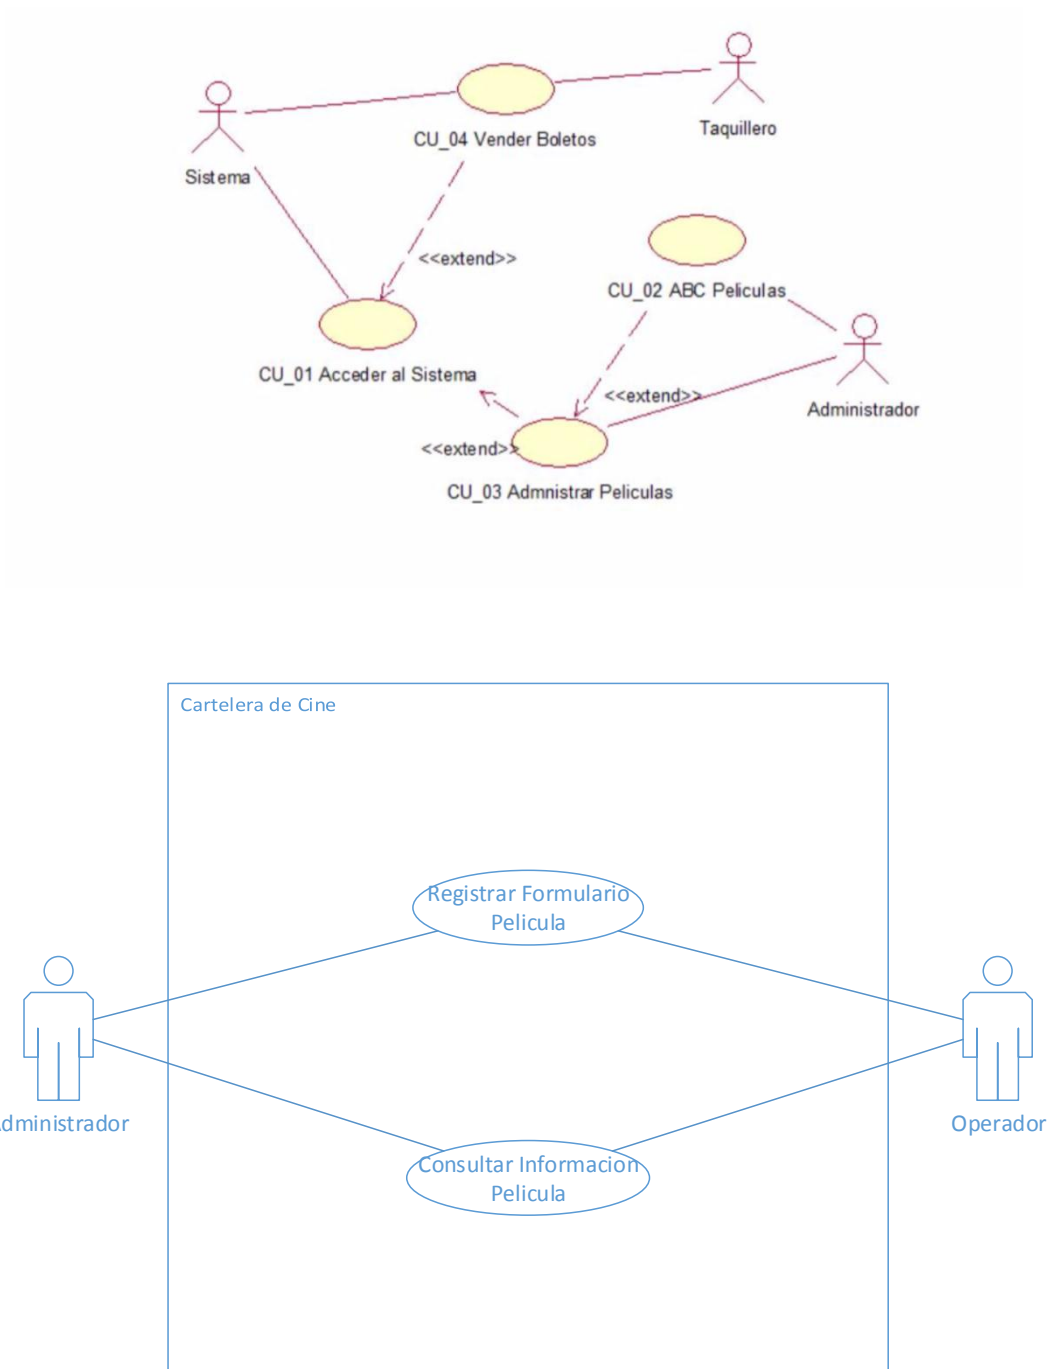 Taquillero
CU_04 Vender Boletos
Sistema
<<extend>>
CU_02 ABC Peliculas
CU_01 Acceder al Sistema
<<extend>>
Administrador
<<extend>>
CU_03 Admnistrar Peliculas
Cartelera de Cine
Registrar Formulario
Pelicula
dministrador
Operador
Consultar Informacion
Pelicula